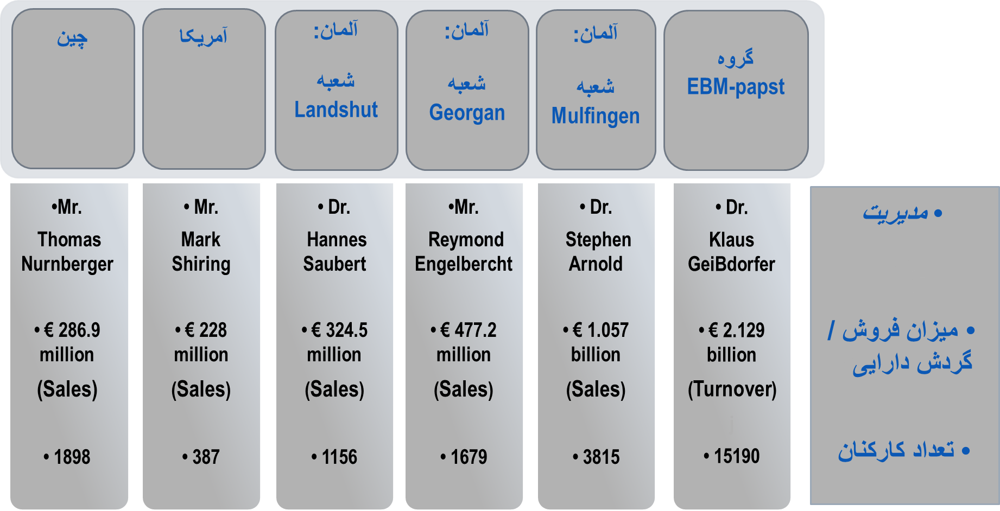 گروه
EBM-papst
آلمان:
شعبه
Mulfingen
آلمان:
شعبه
Georgan
آلمان:
شعبه
Landshut
آمریکا
چین
• مدیریت
• میزان فروش /
گردش دارایی
• تعداد کارکنان
• Dr.
Klaus
GeiBdorfer
• € 2.129
billion
(Turnover)
• 15190
• Dr.
Stephen
Arnold
• € 1.057
billion
(Sales)
• 3815
•Mr.
Reymond
Engelbercht
• € 477.2
million
(Sales)
• 1679
• Dr.
Hannes
Saubert
• € 324.5
million
(Sales)
• 1156
• Mr.
Mark
Shiring
• € 228
million
(Sales)
• 387
•Mr.
Thomas
Nurnberger
• € 286.9
million
(Sales)
• 1898